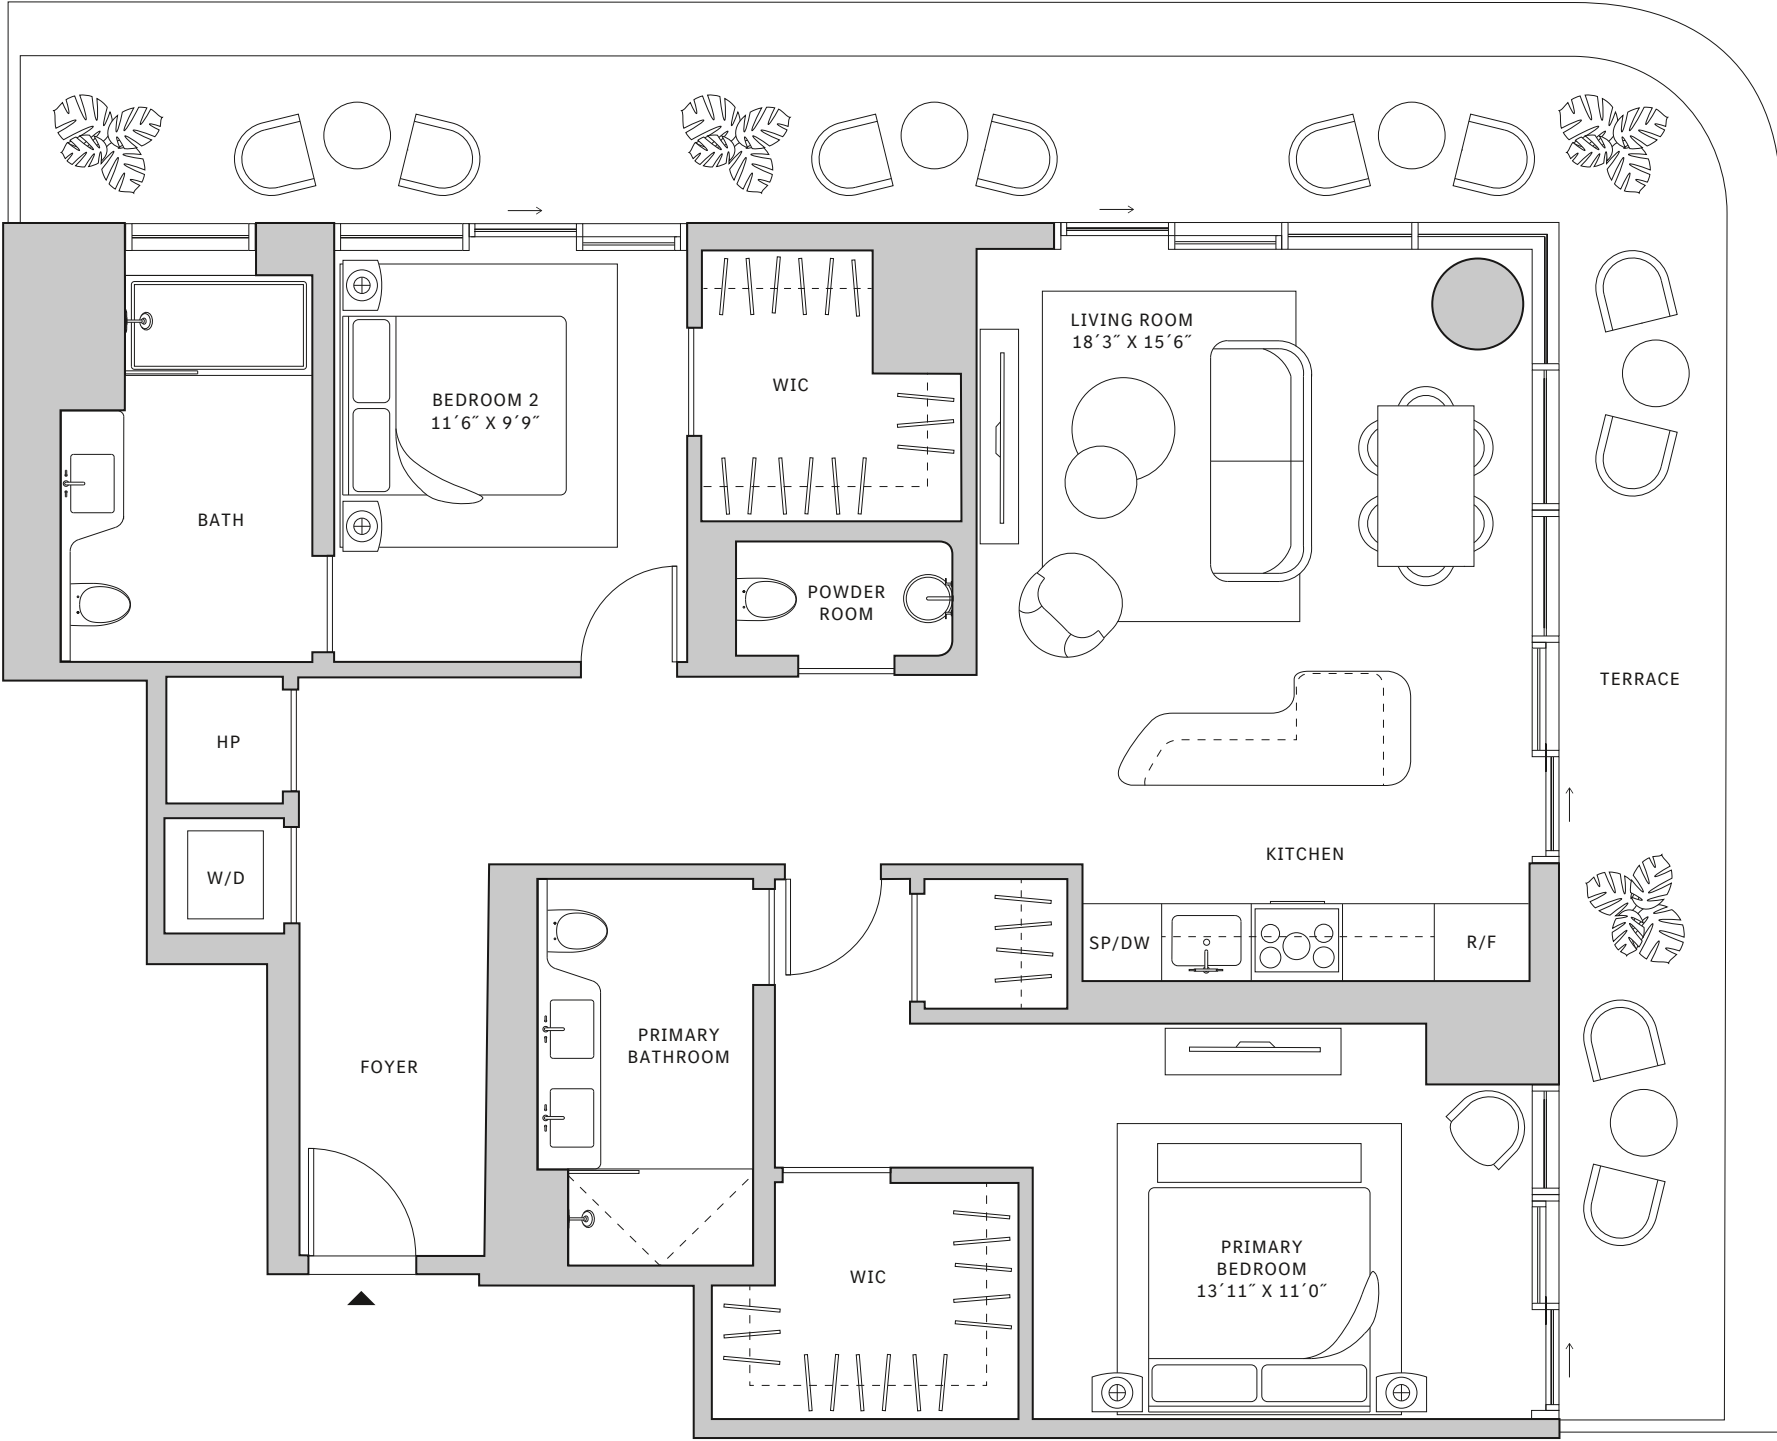 LIVING ROOM
18´3˝ X 15´6˝
WIC
BEDROOM 2
11´6˝ X 9´9˝
BATH
POWDER
ROOM
TERRACE
HP
KITCHEN
W/D
SP/DW
R/F
PRIMARY
BATHROOM
FOYER
PRIMARY
BEDROOM
13´11˝ X 11´0˝
WIC